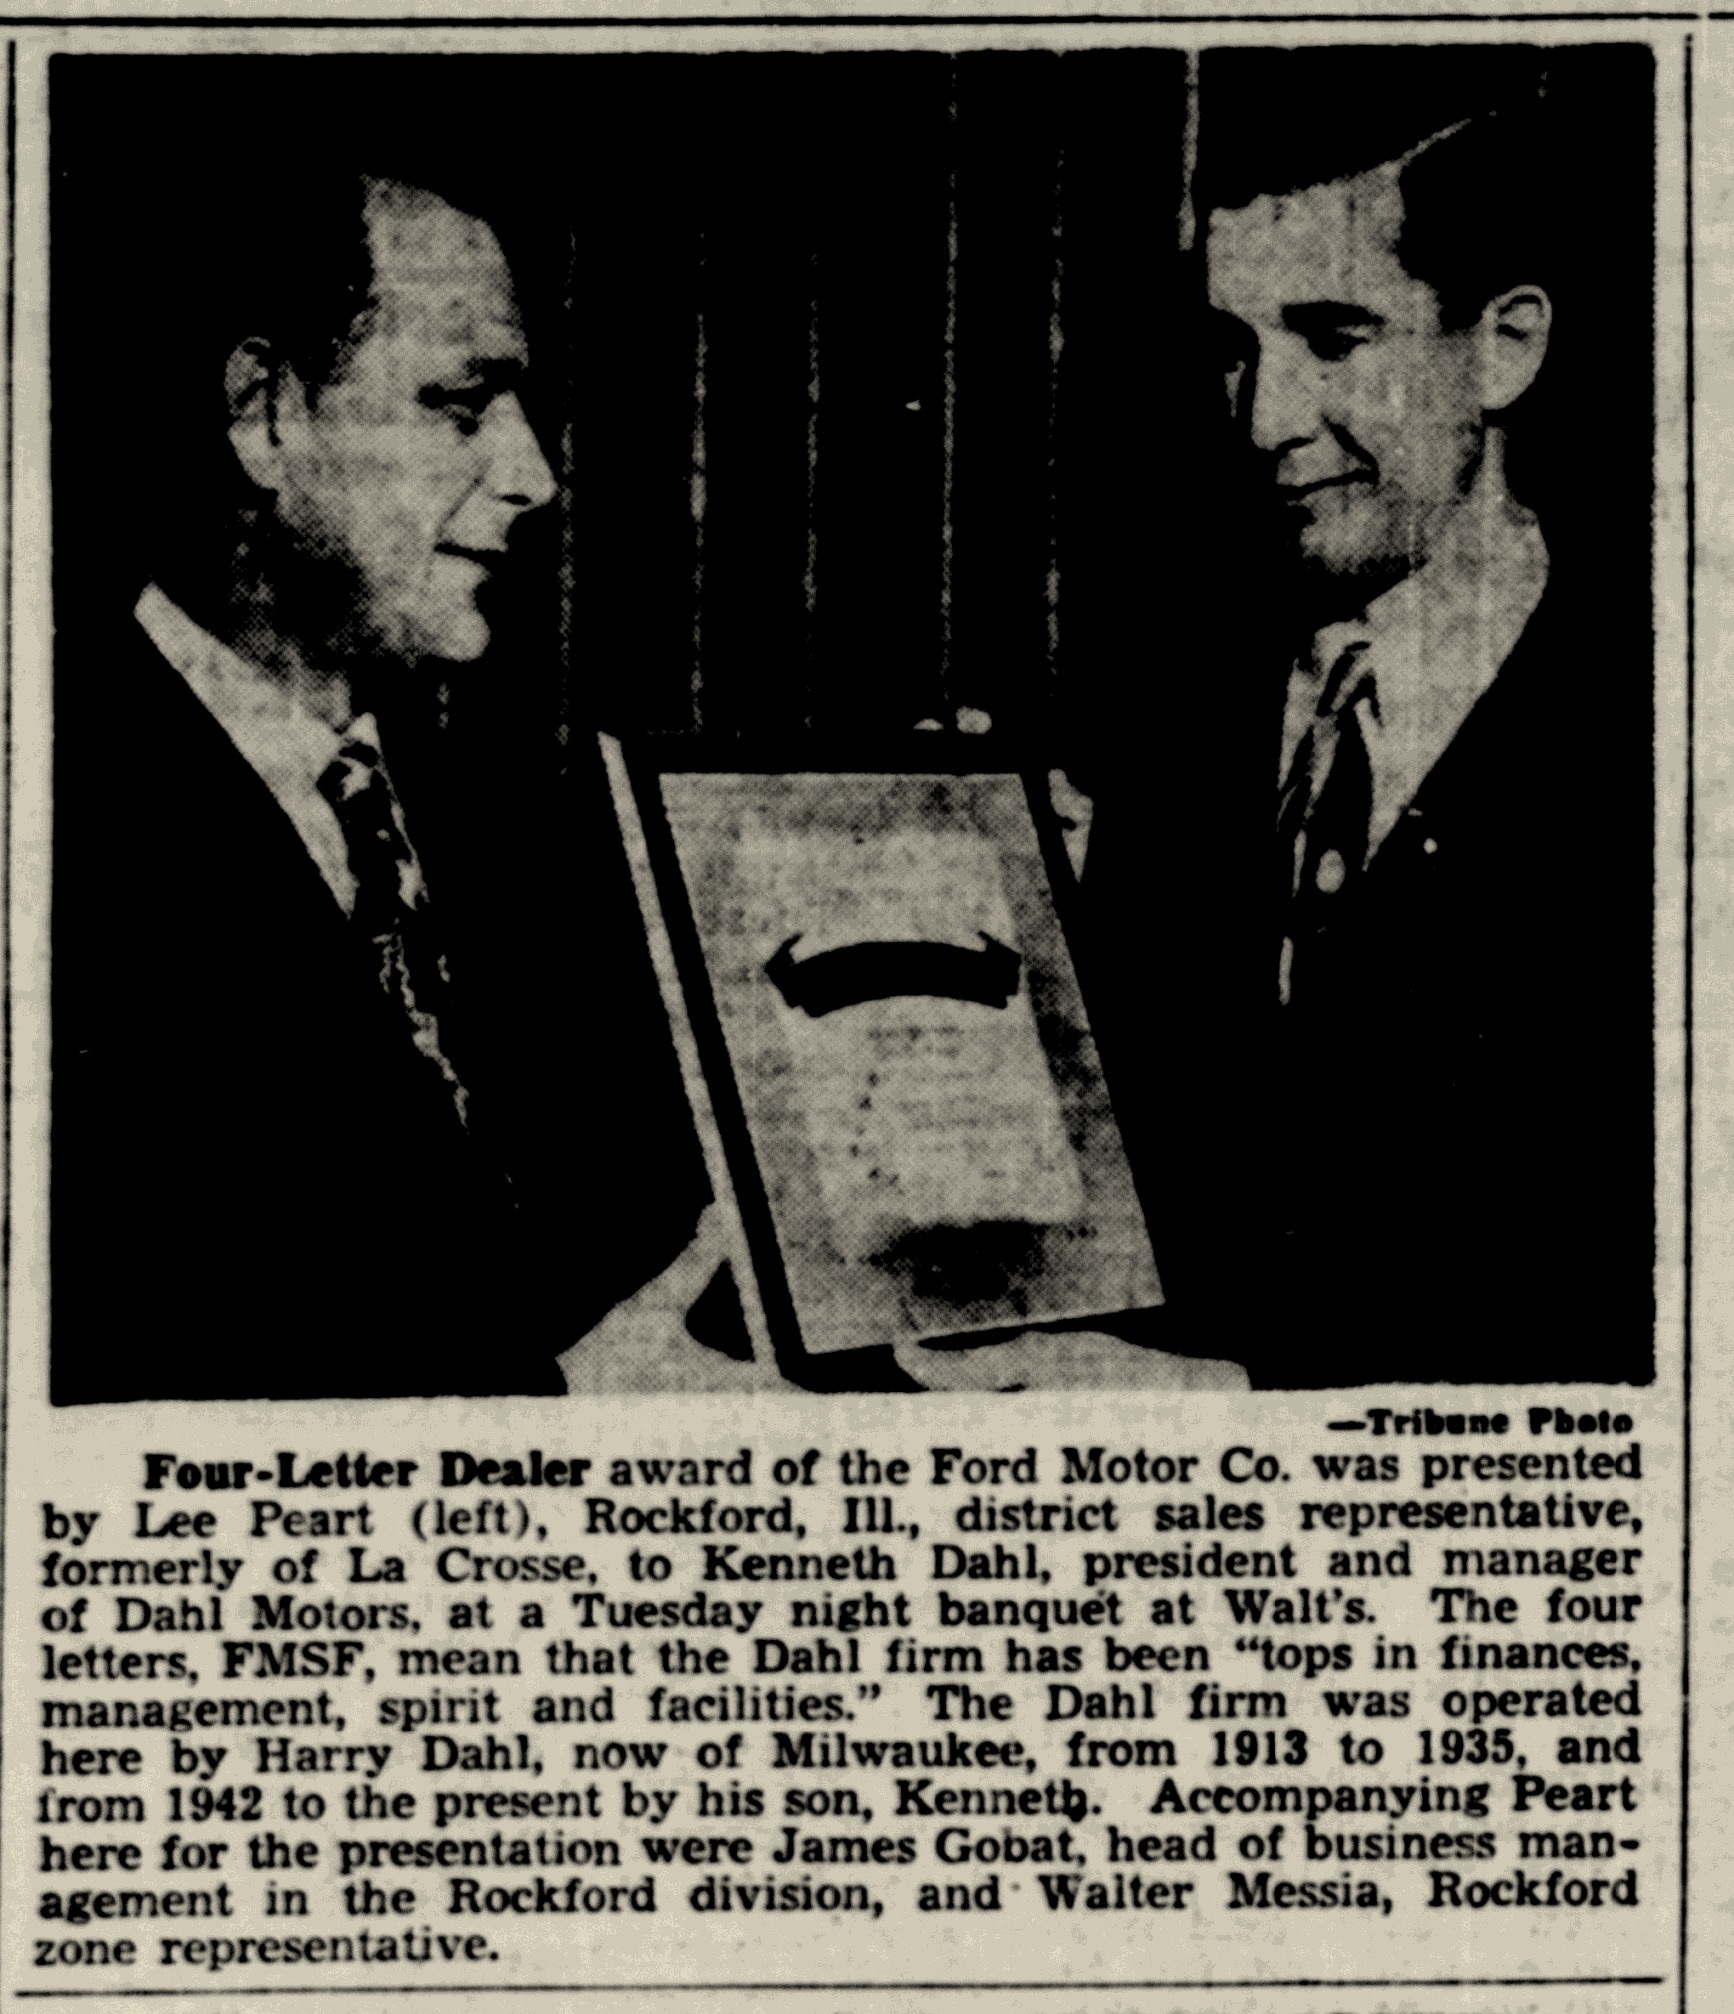 —Tribune Photo
Four-Letter Dealer award of the Ford Motor Co. was presented
by Lee Peart (left), Rockford, Ill., district sales representative,
formerly of La Crosse, to Kenneth Dahl, president and manager
of Dahl Motors, at a Tuesday night banquet at Walt's. The four
letters, FMSF, mean that the Dahl firm has been “tops in finances,
management, spirit and facilities.” The Dahl firm was operated
here by Harry Dahl, now of Milwaukee, from 1913 to 1935, and
from 1942 to the present by his son, Kenneth. Accompanying Peart
here for the presentation were James Gobat, head of business man-
agement in the Rockford division, and Walter Messia, Rockford
zone representative.